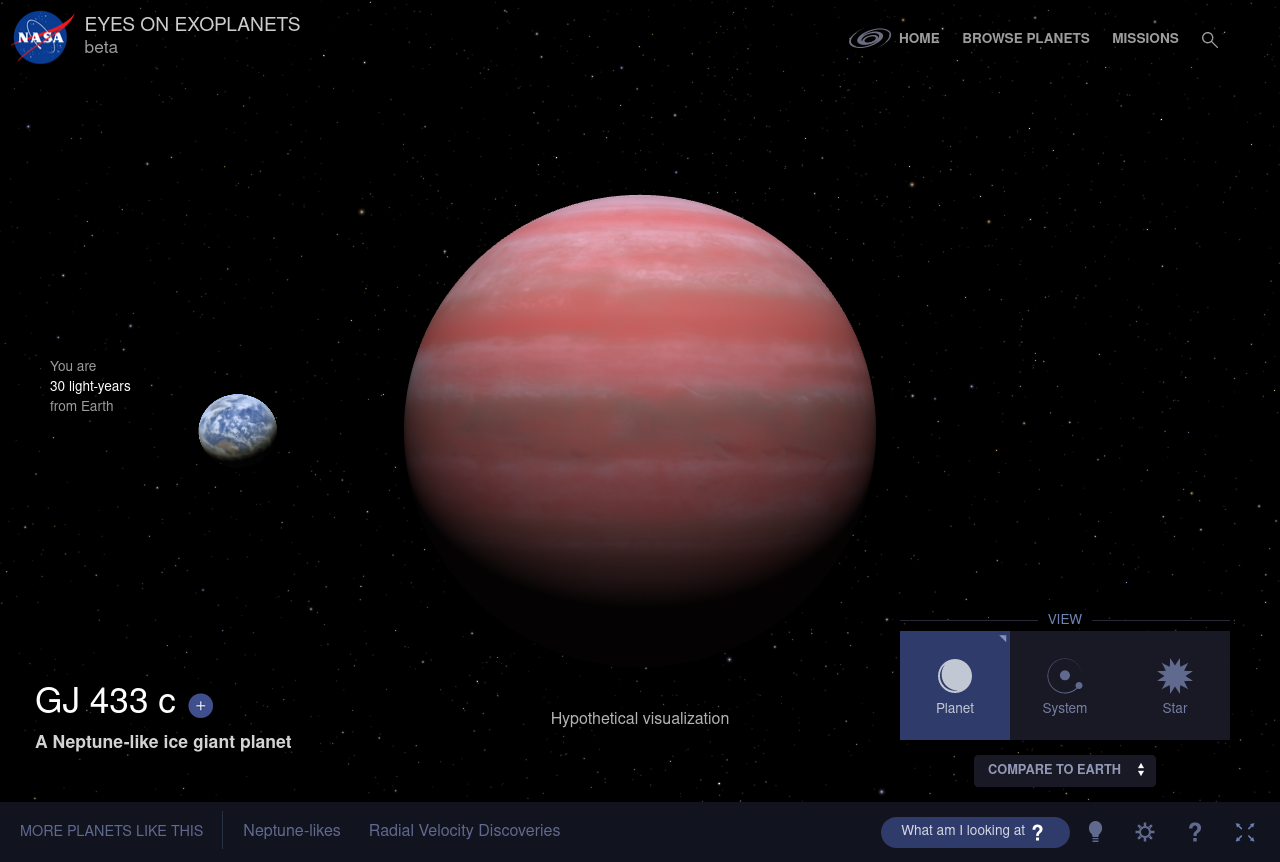 NASA
EYES ON EXOPLANETS
beta
HOME
BROWSE PLANETS
MISSIONS
You are
30 light-years
from Earth
VIEW
Planet
System
Star
GJ 433 c +
A Neptune-like ice giant planet
Hypothetical visualization
COMPARE TO EARTH
MORE PLANETS LIKE THIS
Neptune-likes
Radial Velocity Discoveries
What am I looking at ?
?